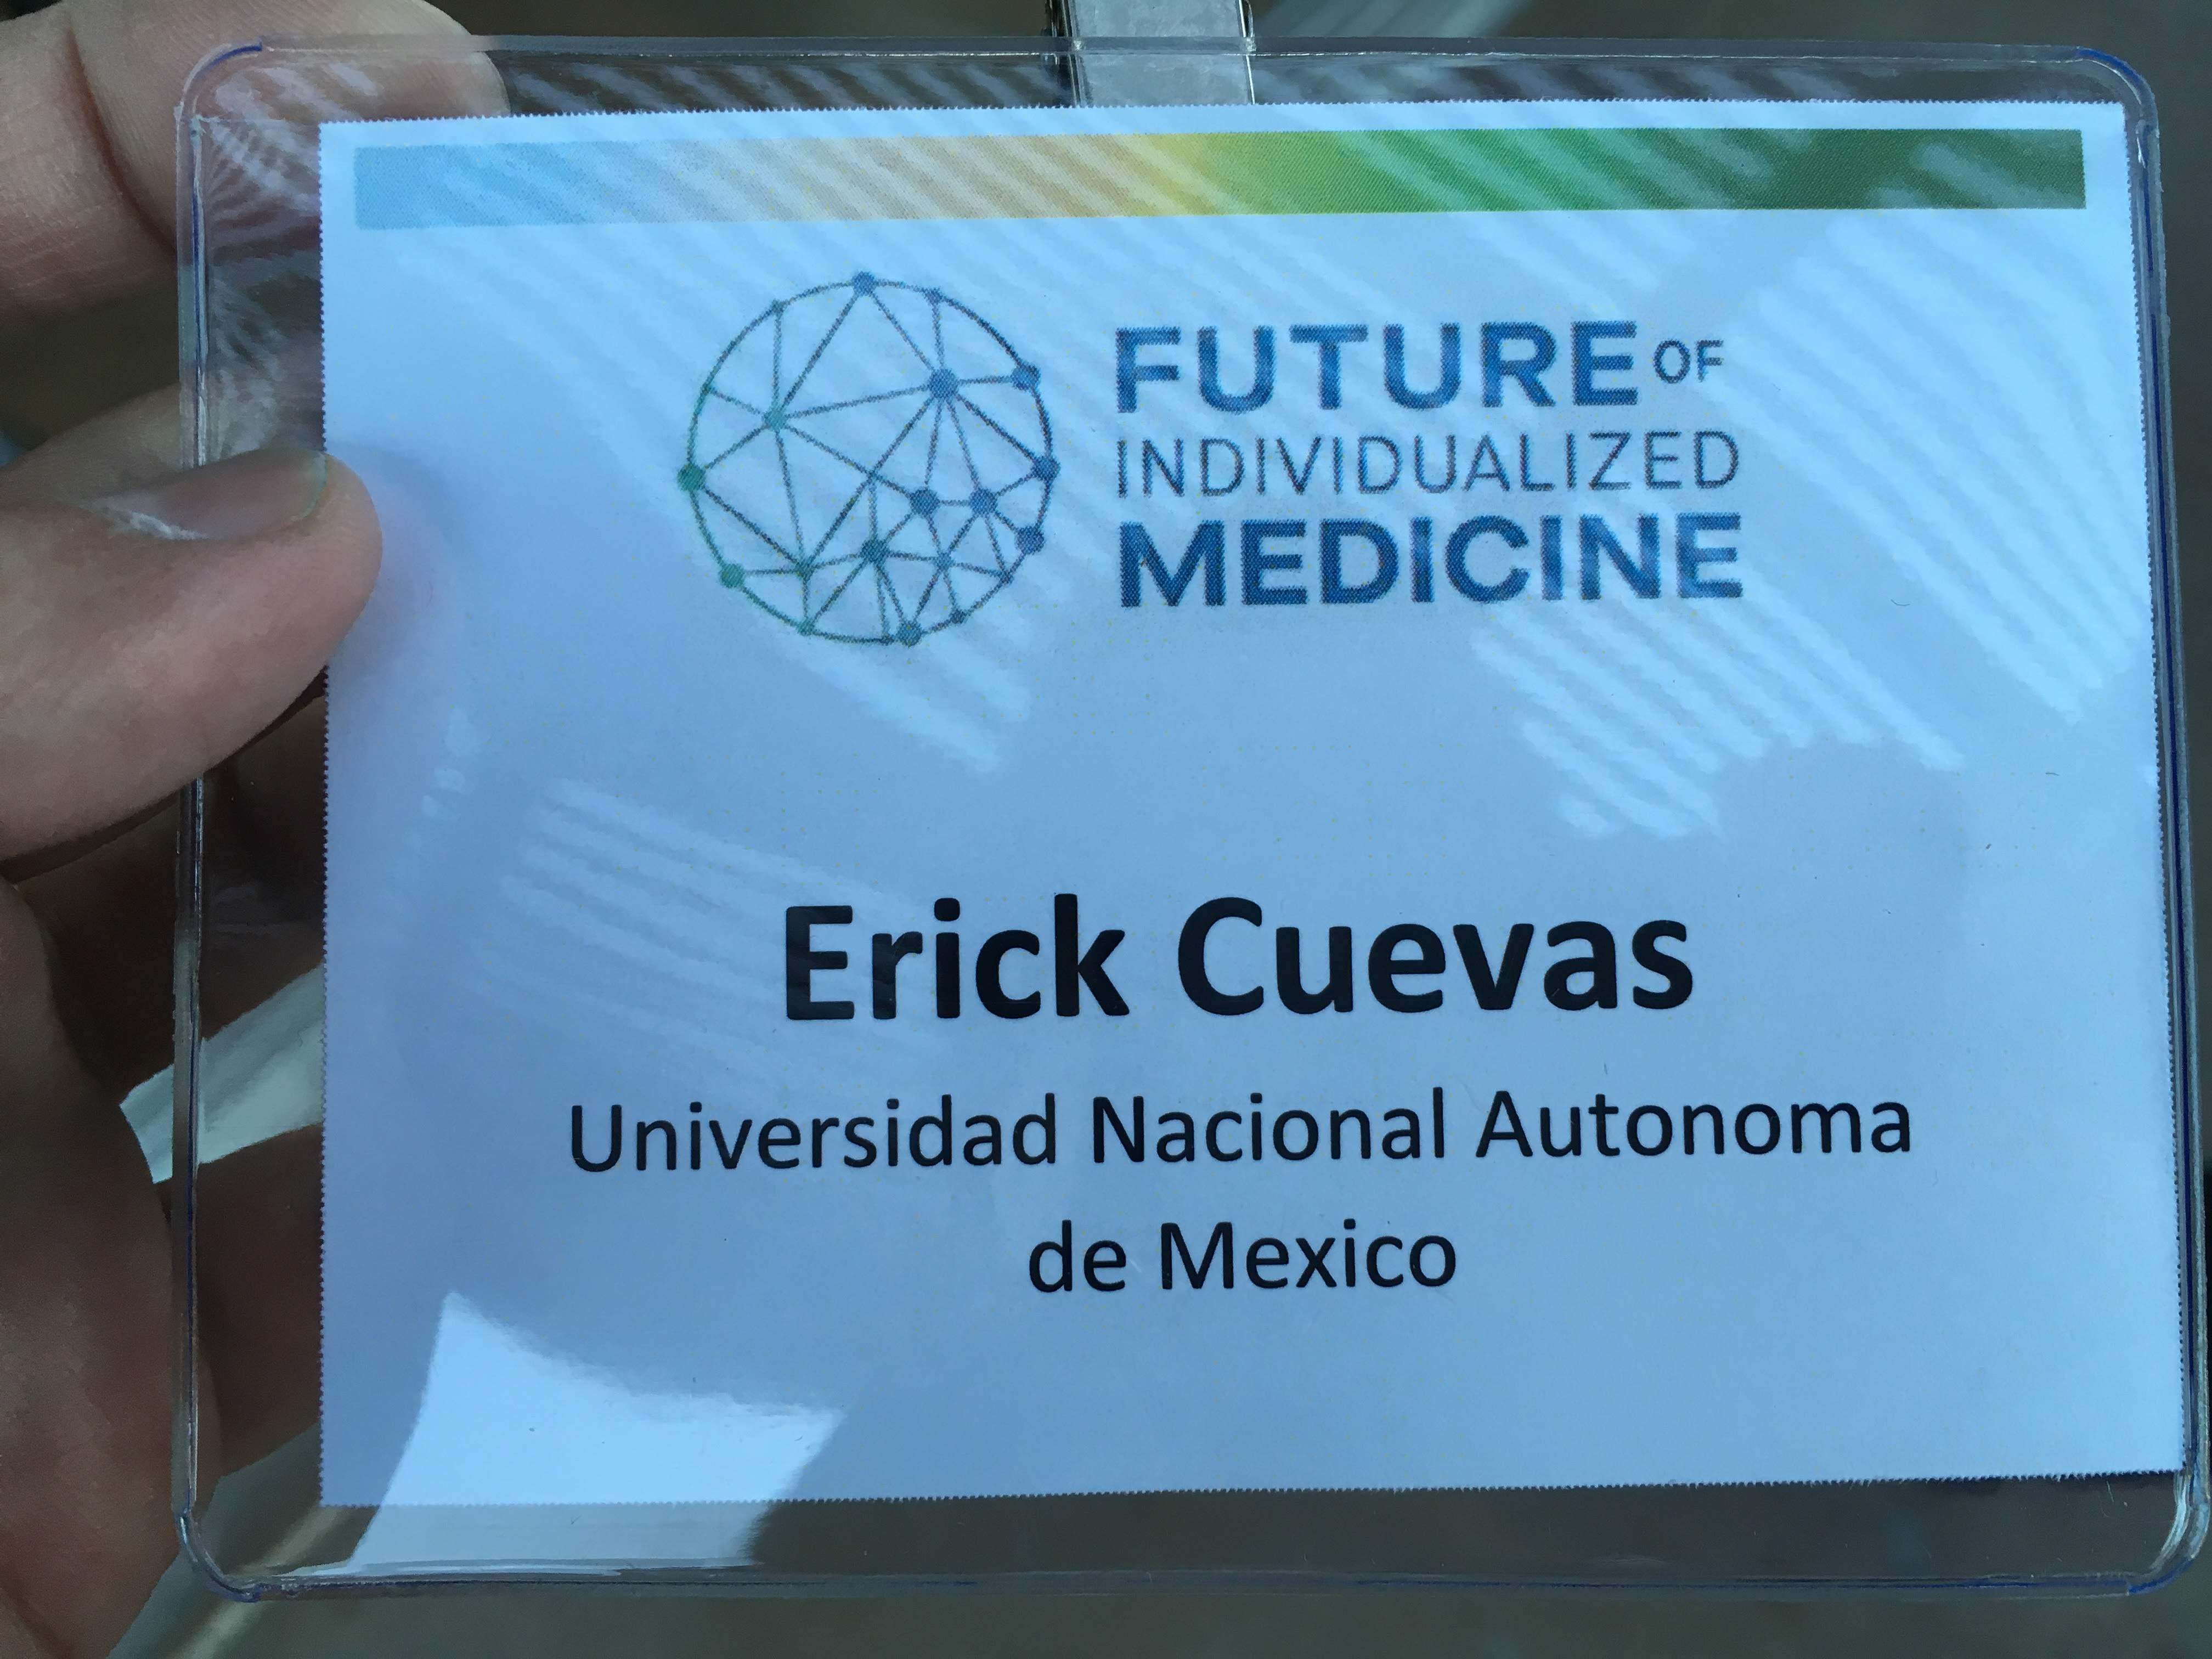 FUTURE OF
INDIVIDUALIZED
MEDICINE
Erick Cuevas
Universidad Nacional Autonoma
de Mexico